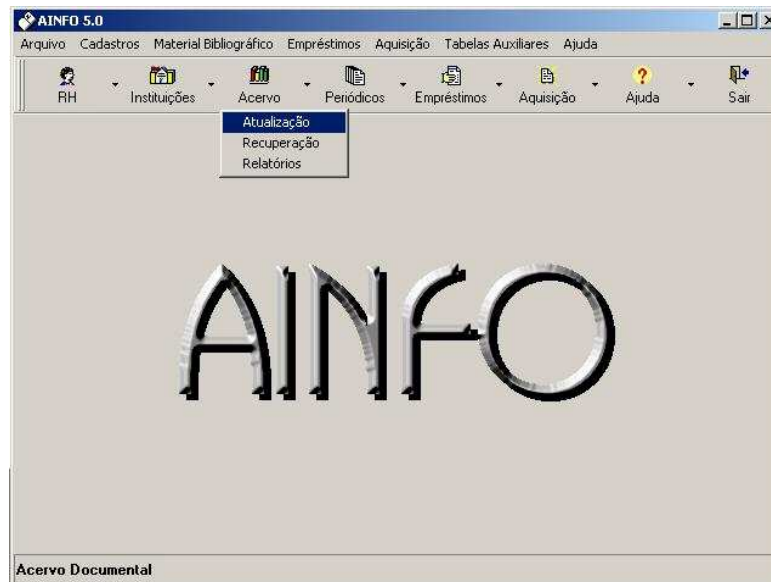 AINFO 5.0
Arquivo Cadastros Material Bibliográfico Empréstimos Aquisição Tabelas Auxiliares Ajuda
RH Instituições Acervo Periódicos Empréstimos Aquisição Ajuda Sair
Atualização
Recuperação
Relatórios
AINFO
Acervo Documental